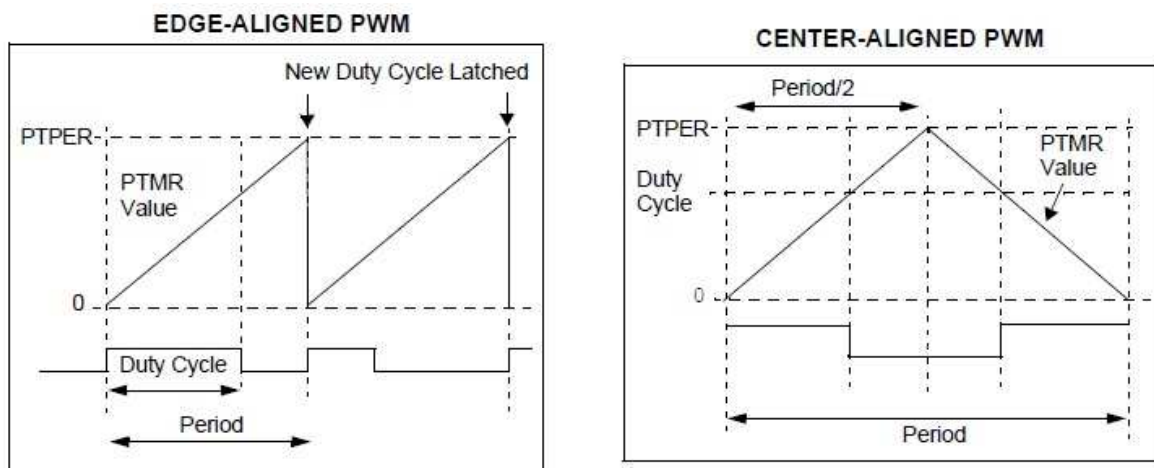 EDGE-ALIGNED PWM
New Duty Cycle Latched
PTPER
PTMR
Value
0
Duty Cycle
Period
CENTER-ALIGNED PWM
Period/2
PTPER
PTMR
Value
Duty
Cycle
0
Period